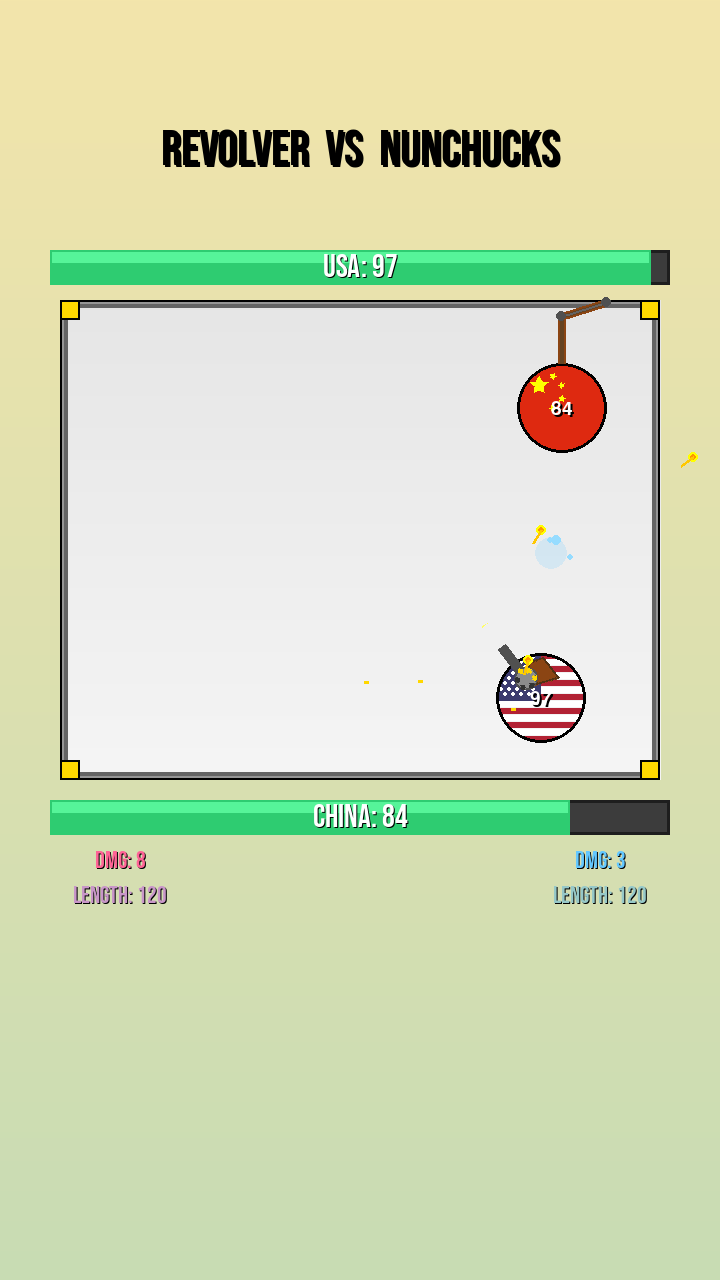 REVOLVER VS NUNCHUCKS
USA: 97
84
97
CHINA: 84
DMG: 8
DMG: 3
LENGTH: 120
LENGTH: 120